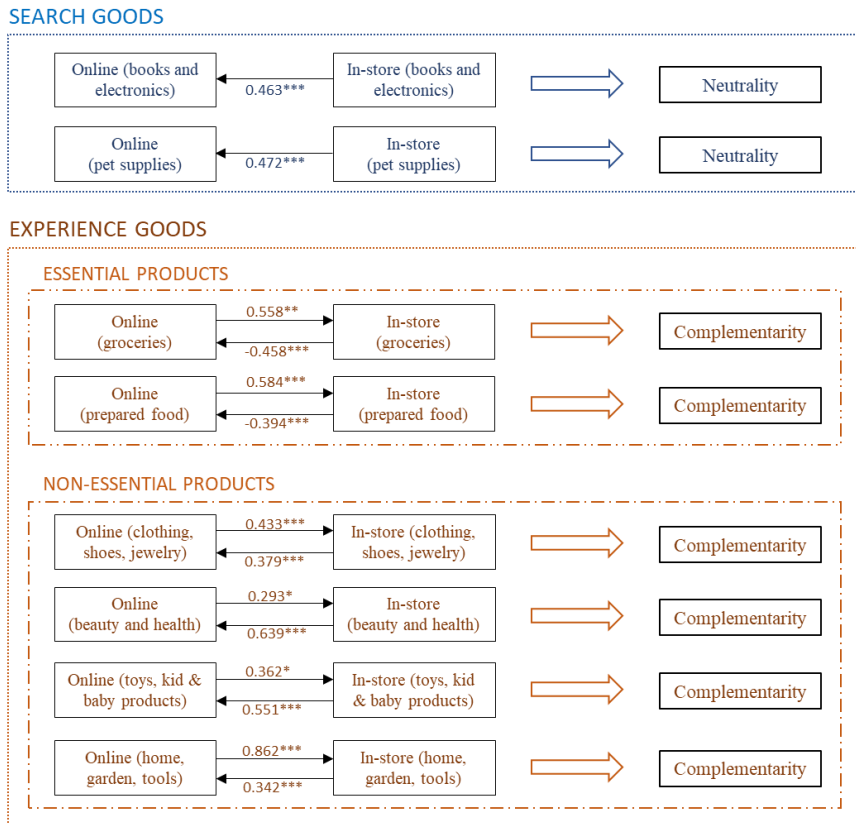 SEARCH GOODS
Online (books and
electronics)
0.463***
In-store (books and
electronics)
Neutrality
Online
(pet supplies)
0.472***
In-store
(pet supplies)
Neutrality
EXPERIENCE GOODS
ESSENTIAL PRODUCTS
Online
(groceries)
0.558**
-0.458***
In-store
(groceries)
Complementarity
Online
(prepared food)
0.584***
-0.394***
In-store
(prepared food)
Complementarity
NON-ESSENTIAL PRODUCTS
Online (clothing,
shoes, jewelry)
0.433***
0.379***
In-store (clothing,
shoes, jewelry)
Complementarity
Online
(beauty and health)
0.293*
0.639***
In-store
(beauty and health)
Complementarity
Online (toys, kid &
baby products)
0.362*
0.551***
In-store (toys, kid
& baby products)
Complementarity
Online (home,
garden, tools)
0.862***
0.342***
In-store (home,
garden, tools)
Complementarity